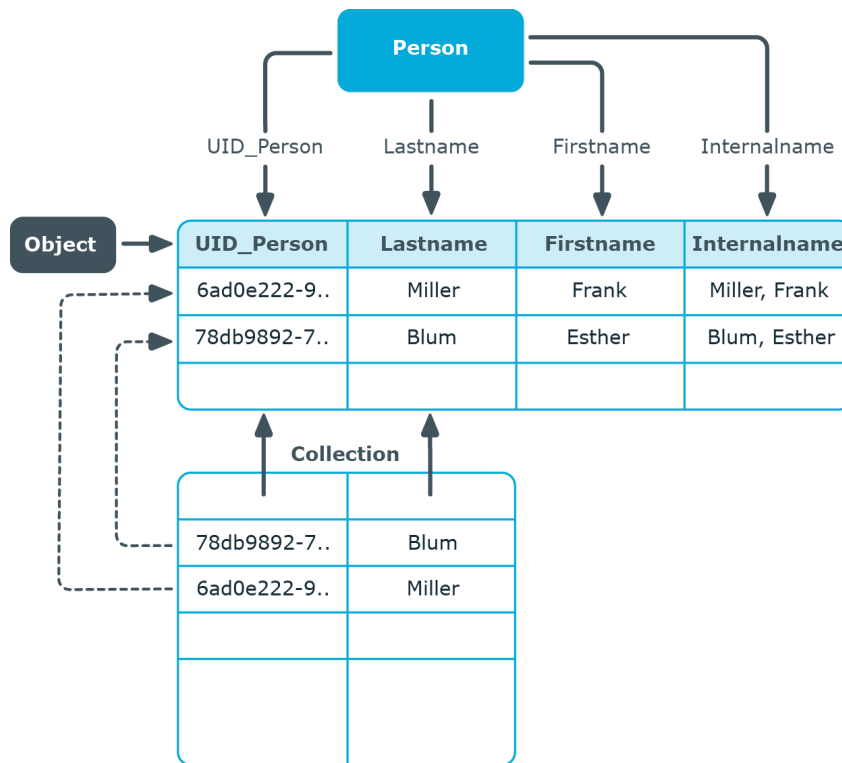 Person
UID_Person Lastname Firstname Internalname
Object
UID_Person Lastname Firstname Internalname
6ad0e222-9.. Miller Frank Miller, Frank
78db9892-7.. Blum Esther Blum, Esther
Collection
78db9892-7.. Blum
6ad0e222-9.. Miller